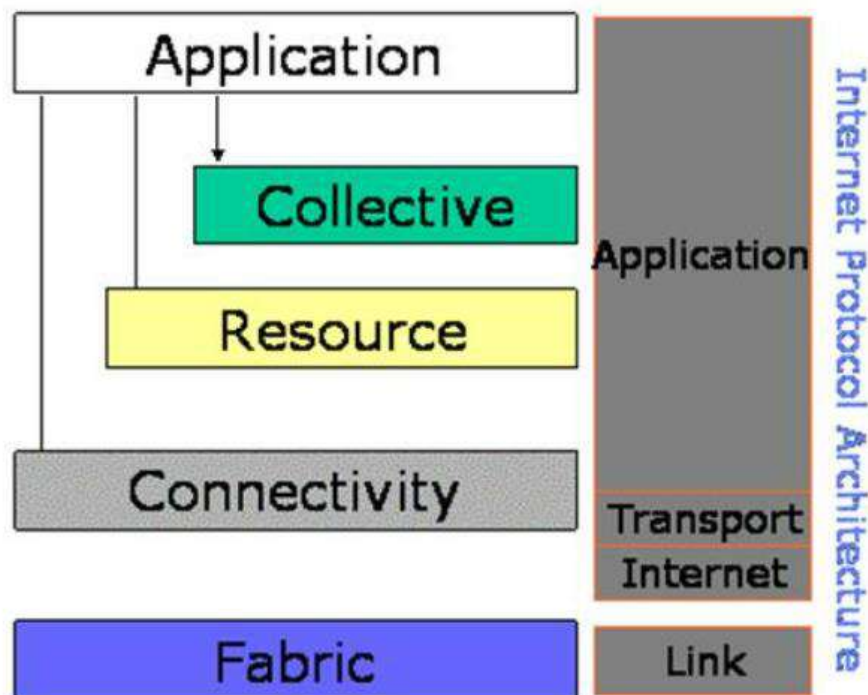 Application
Collective
Resource
Connectivity
Fabric
Application
Transport
Internet
Link
Internet Protocol Architecture